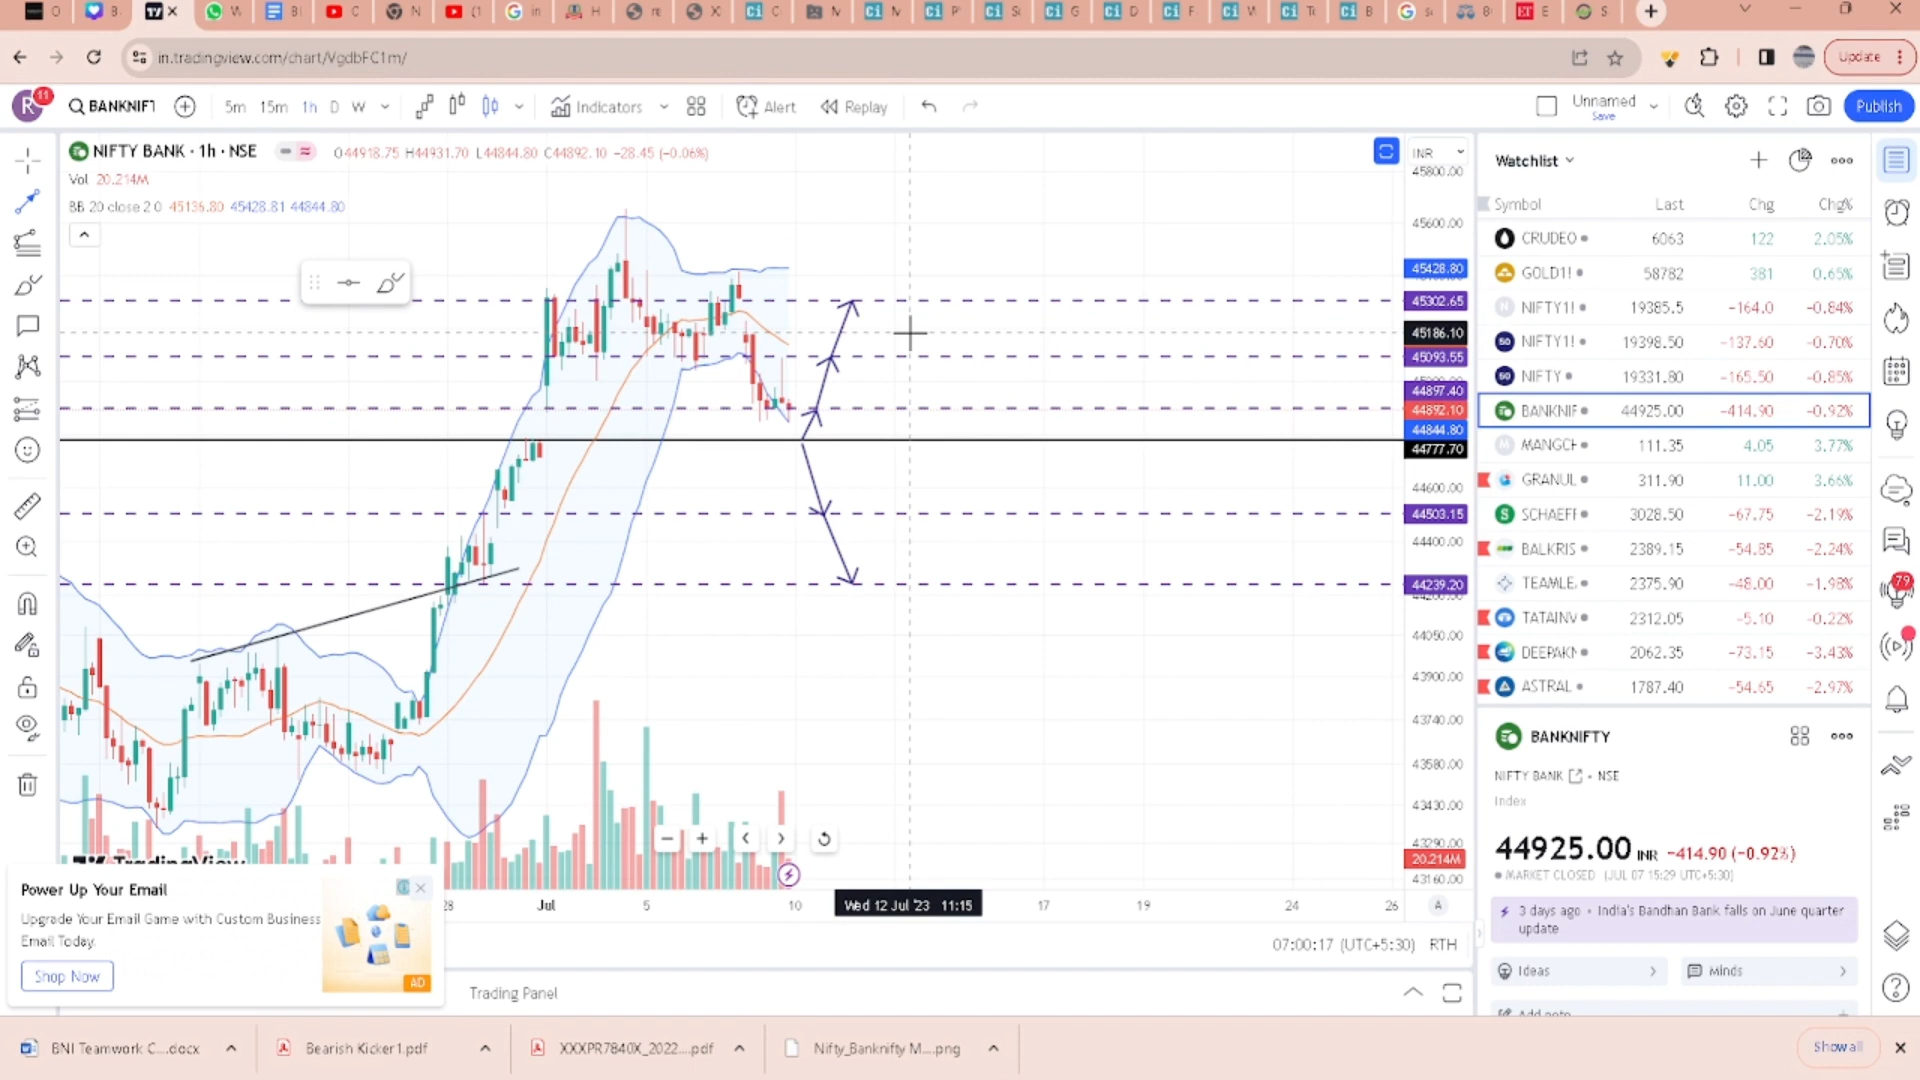 in.tradingview.com/chart/VgdbFC1m/
Update
R
11
BANKNIFT
5m 15m 1h D W
Indicators
Alert
Replay
Unnamed
Save
Publish
NIFTY BANK · 1h · NSE
O44918.75 H44931.70 L44844.80 C44892.10 -28.45 (-0.06%)
Vol 20.214M
BB 20 close 2 0 45136.80 45428.81 44844.80
INR
45800.00
45600.00
45428.80
45302.65
45186.10
45093.55
44897.40
44892.10
44844.80
44777.70
44600.00
44503.15
44400.00
44239.20
44050.00
43900.00
43740.00
43580.00
43430.00
43290.00
20.214M
43160.00
28 Jul 5 10 Wed 12 Jul '23 11:15 17 19 24 26
A
07:00:17 (UTC+5:30) RTH
Trading Panel
TradingView
Power Up Your Email
Upgrade Your Email Game with Custom Business
Email Today.
Shop Now
AD
Watchlist
Symbol Last Chg Chg%
CRUDEO 6063 122 2.05%
GOLD1! 58782 381 0.65%
NIFTY1! 19385.5 -164.0 -0.84%
50 NIFTY1! 19398.50 -137.60 -0.70%
50 NIFTY 19331.80 -165.50 -0.85%
BANKNIF 44925.00 -414.90 -0.92%
M MANGCH 111.35 4.05 3.77%
GRANUL 311.90 11.00 3.66%
S SCHAEFF 3028.50 -67.75 -2.19%
BALKRIS 2389.15 -54.85 -2.24%
TEAMLE 2375.90 -48.00 -1.98%
TATAINV 2312.05 -5.10 -0.22%
DEEPAKN 2062.35 -73.15 -3.43%
ASTRAL 1787.40 -54.65 -2.97%
79
BANKNIFTY
NIFTY BANK · NSE
Index
44925.00 INR -414.90 (-0.92%)
MARKET CLOSED (JUL 07 15:29 UTC+5:30)
3 days ago · India's Bandhan Bank falls on June quarter
update
Ideas
Minds
Add note
BNI Teamwork C....docx
Bearish Kicker1.pdf
XXXPR7840X_2022....pdf
Nifty_Banknifty M....png
Show all